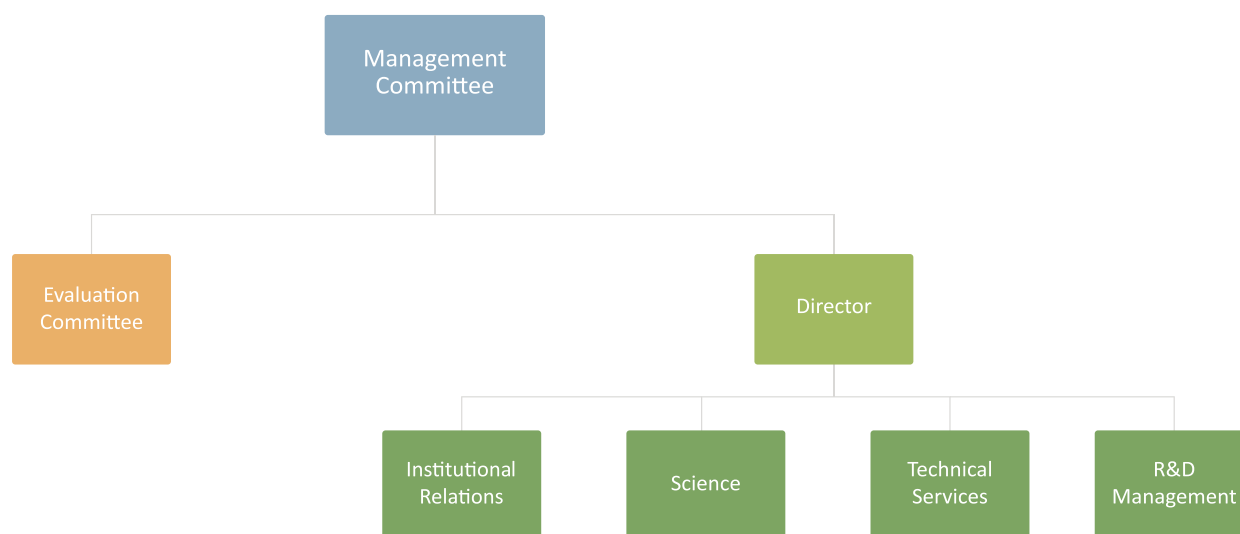 Management
Committee
Evaluation
Committee
Director
Institutional
Relations
Science
Technical
Services
R&D
Management